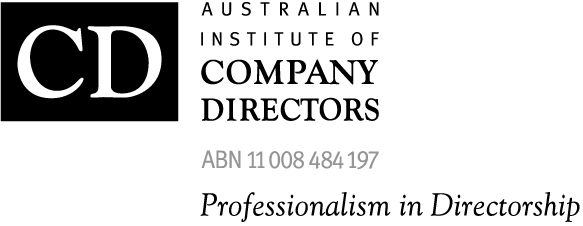 CD
AUSTRALIAN
INSTITUTE OF
COMPANY
DIRECTORS
ABN 11 008 484 197
Professionalism in Directorship